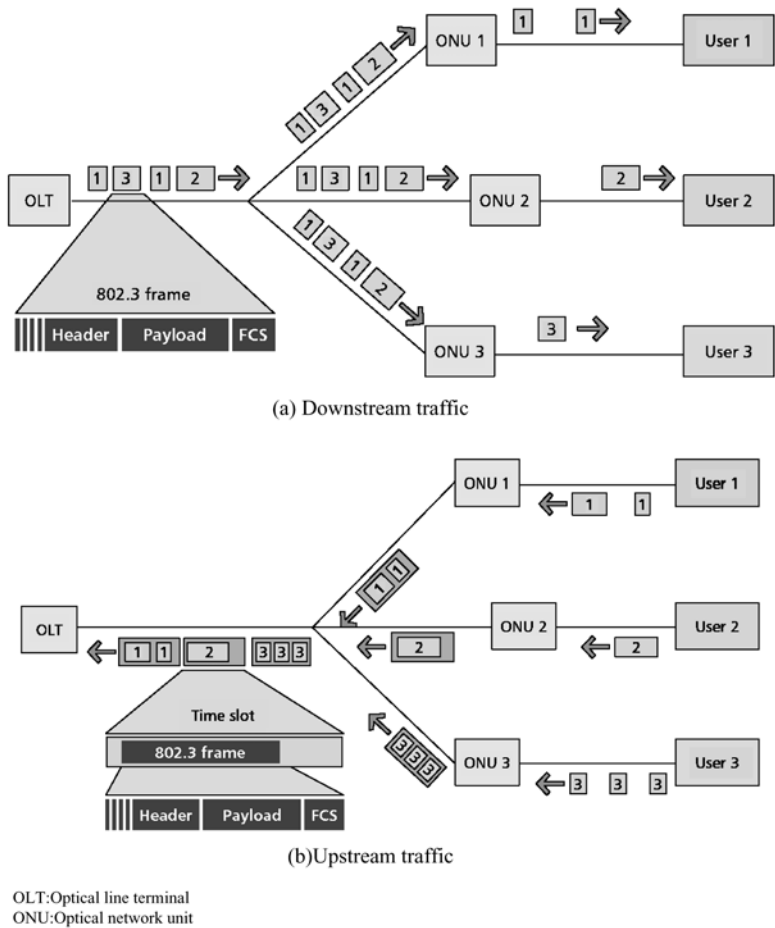 1 1
ONU 1 User 1
1 3 1 2
1 3 1 2
1 3 1 2
2
OLT ONU 2 User 2
1 3 1 2
802.3 frame
Header Payload FCS
3
ONU 3 User 3
(a) Downstream traffic
ONU 1 User 1
1 1
1 1
OLT ONU 2 User 2
1 1 2 3 3 3
2
2
Time slot
802.3 frame
3 3 3
ONU 3 User 3
3 3 3
Header Payload FCS
(b)Upstream traffic
OLT:Optical line terminal
ONU:Optical network unit